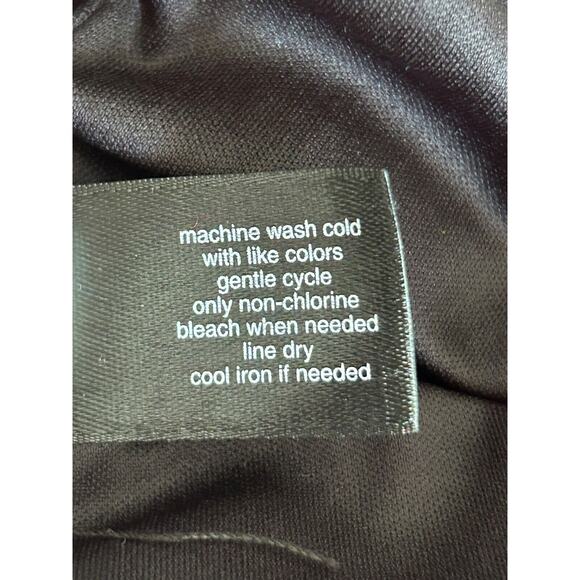 machine wash cold
with like colors
gentle cycle
only non-chlorine
bleach when needed
line dry
cool iron if needed